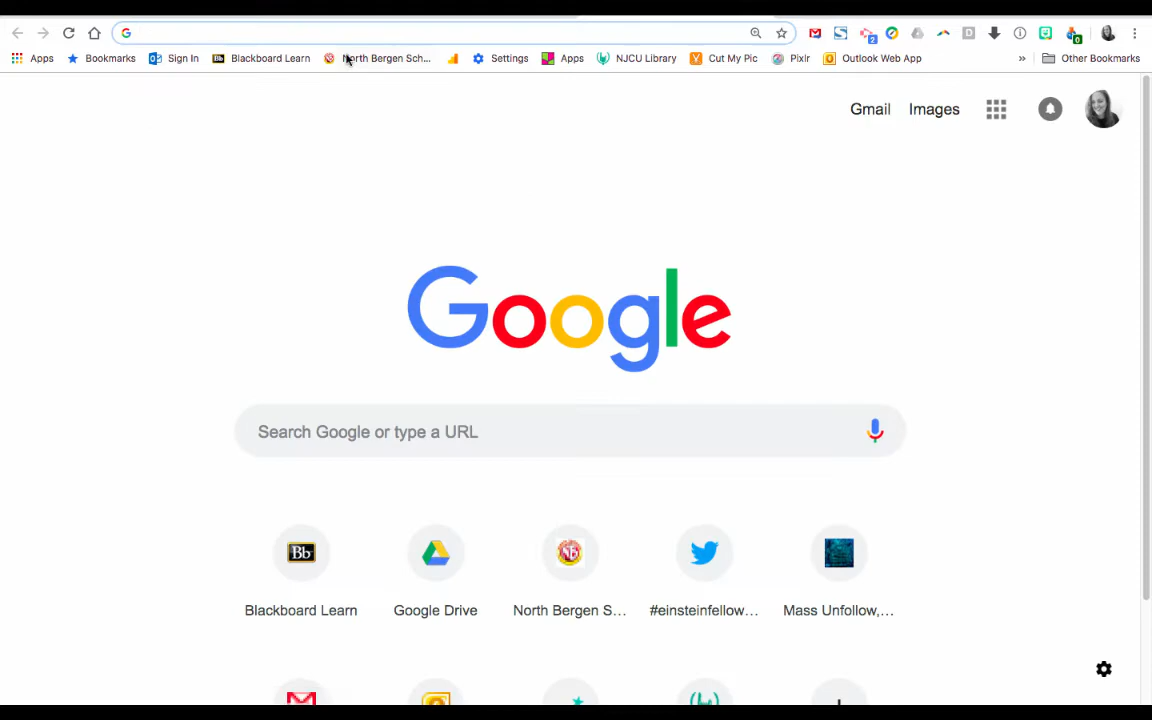 Apps Bookmarks Sign In Blackboard Learn North Bergen Sch... Settings Apps NJCU Library Cut My Pic Pixlr Outlook Web App » Other Bookmarks
Gmail Images
Google
Search Google or type a URL
Bb
Blackboard Learn Google Drive North Bergen S... #einsteinfellow... Mass Unfollow,...